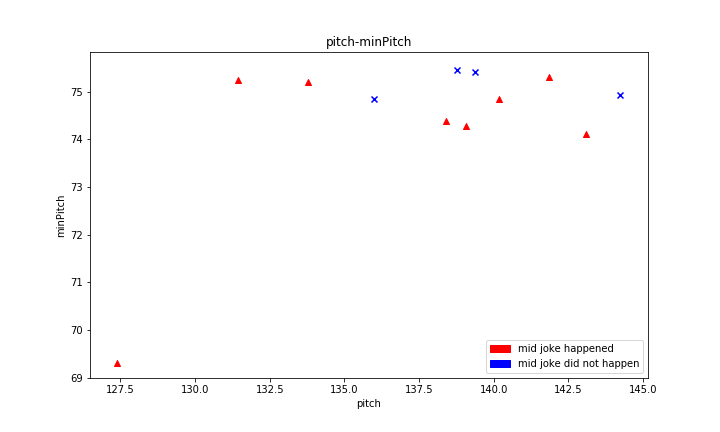 pitch-minPitch
minPitch
75
74
73
72
71
70
69
mid joke happened
mid joke did not happen
127.5 130.0 132.5 135.0 137.5 140.0 142.5 145.0
pitch